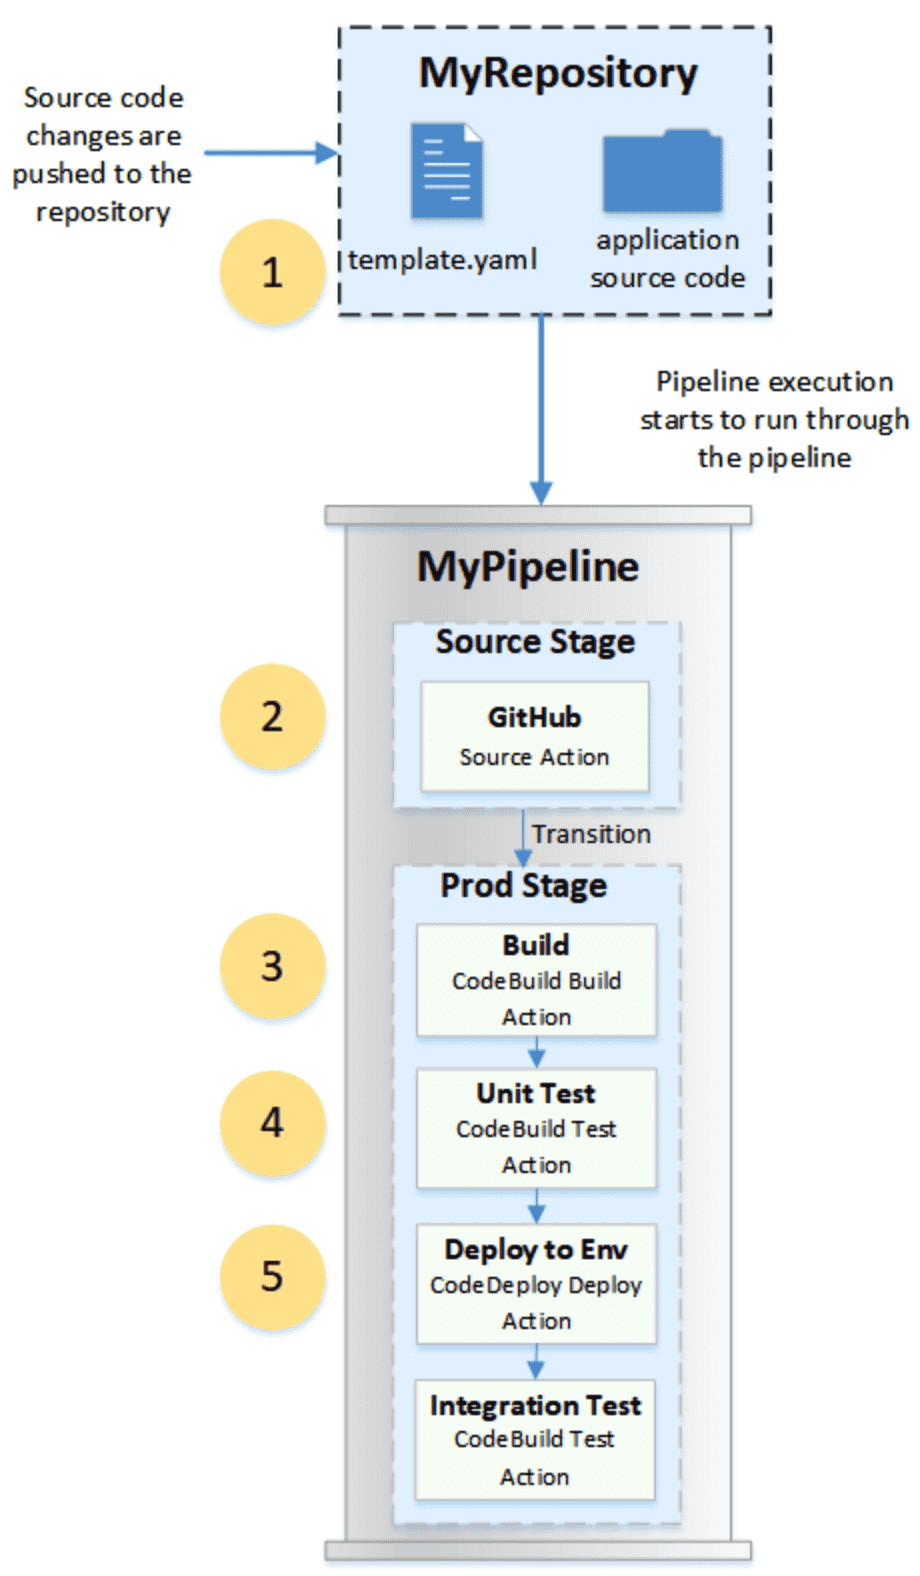 MyRepository
Source code
changes are
pushed to the
repository
1
template.yaml
application
source code
Pipeline execution
starts to run through
the pipeline
MyPipeline
Source Stage
2
GitHub
Source Action
Transition
Prod Stage
3
Build
CodeBuild Build
Action
4
Unit Test
CodeBuild Test
Action
5
Deploy to Env
CodeDeploy Deploy
Action
Integration Test
CodeBuild Test
Action